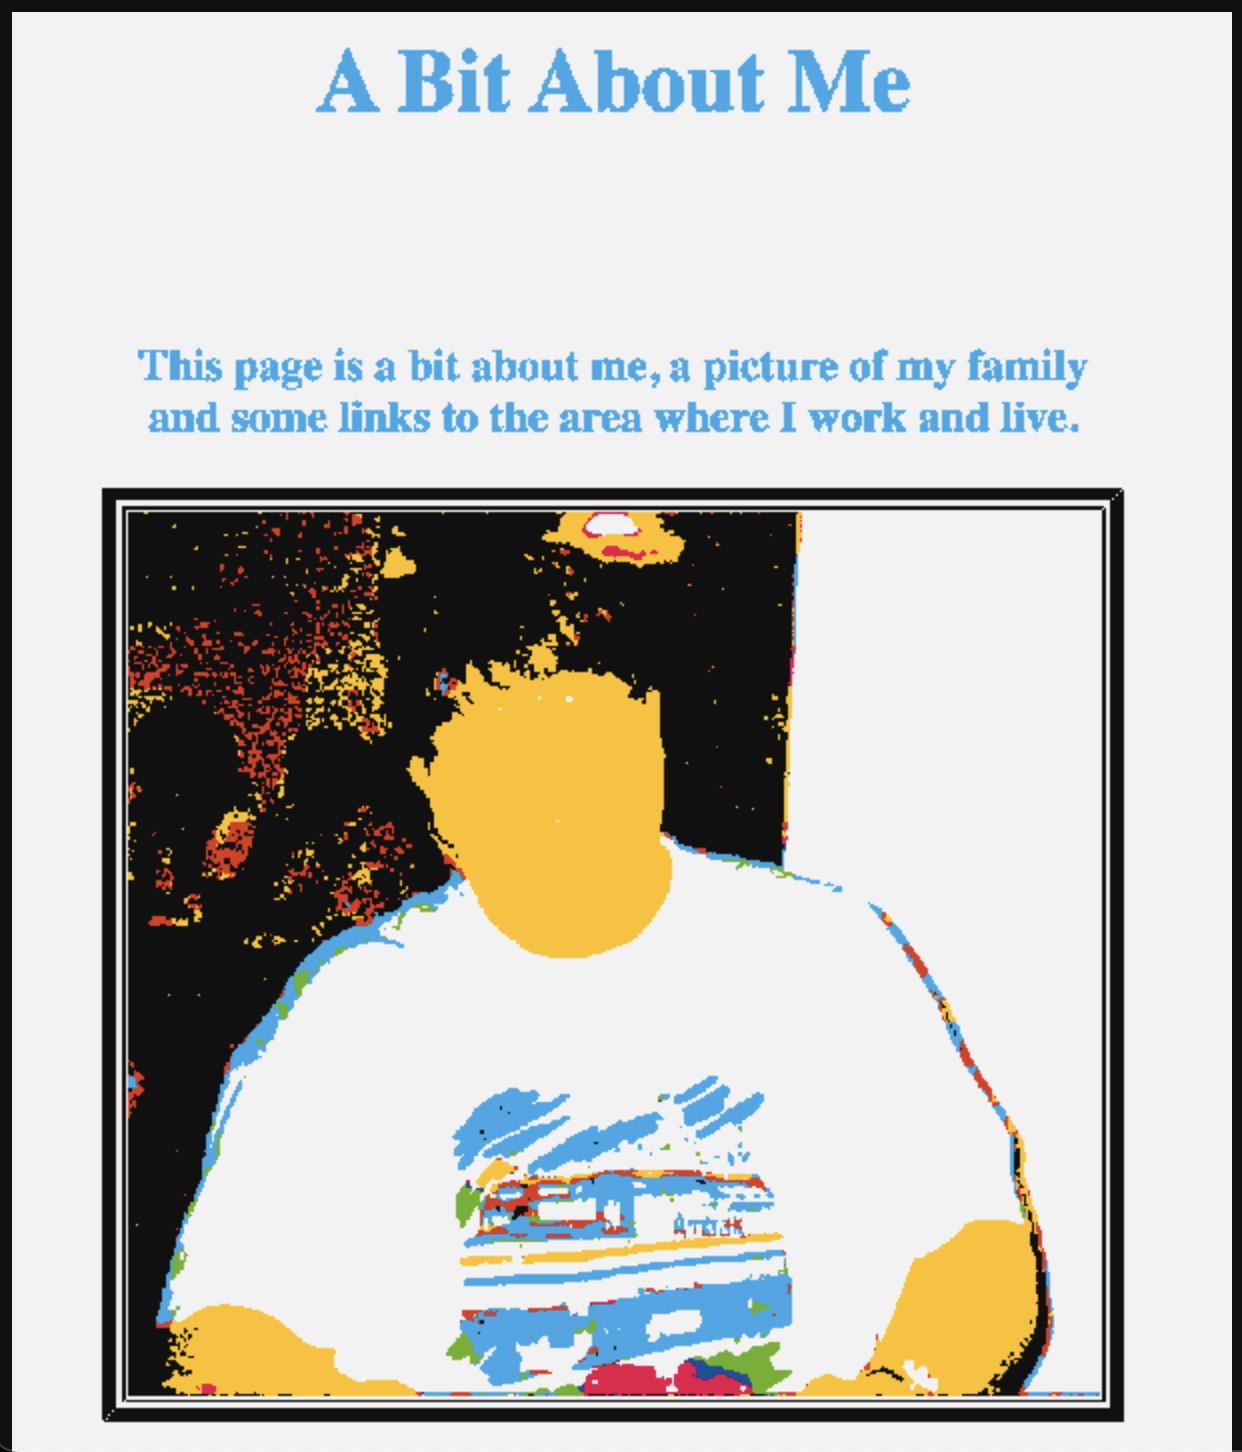 A Bit About Me
This page is a bit about me, a picture of my family
and some links to the area where I work and live.